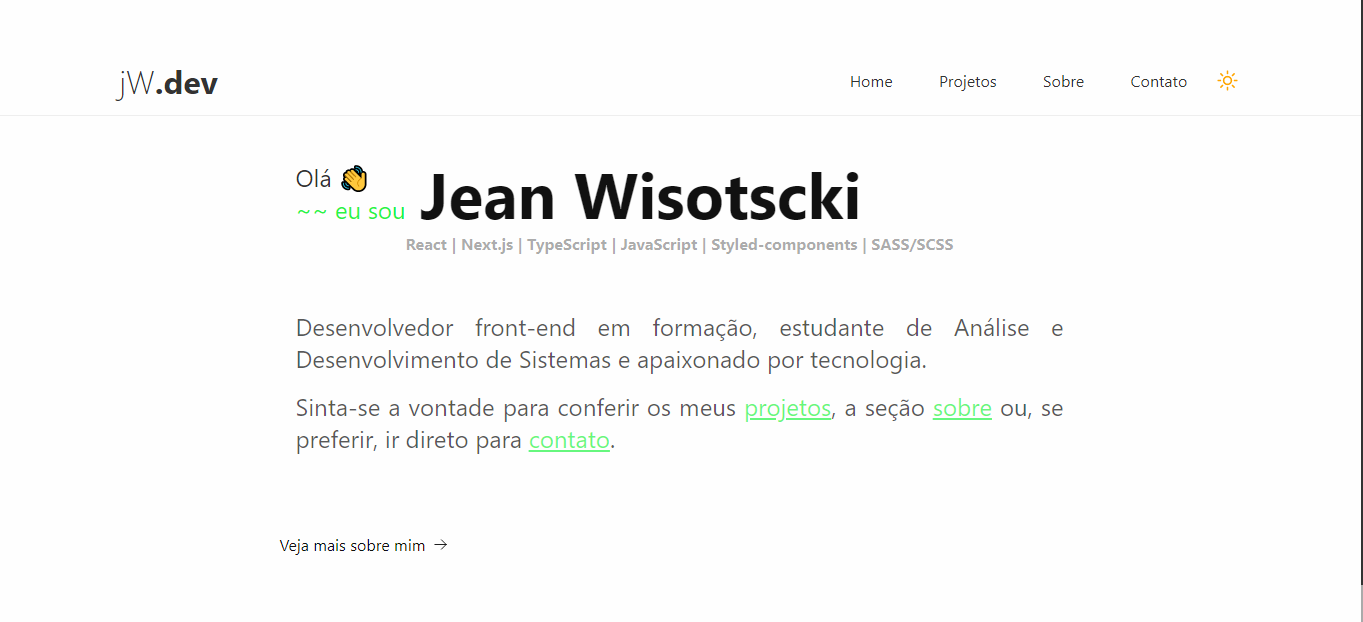 jW.dev
Home Projetos Sobre Contato
Olá 👋
~~ eu sou Jean Wisotscki
React | Next.js | TypeScript | JavaScript | Styled-components | SASS/SCSS
Desenvolvedor front-end em formação, estudante de Análise e
Desenvolvimento de Sistemas e apaixonado por tecnologia.
Sinta-se a vontade para conferir os meus projetos, a seção sobre ou, se
preferir, ir direto para contato.
Veja mais sobre mim →